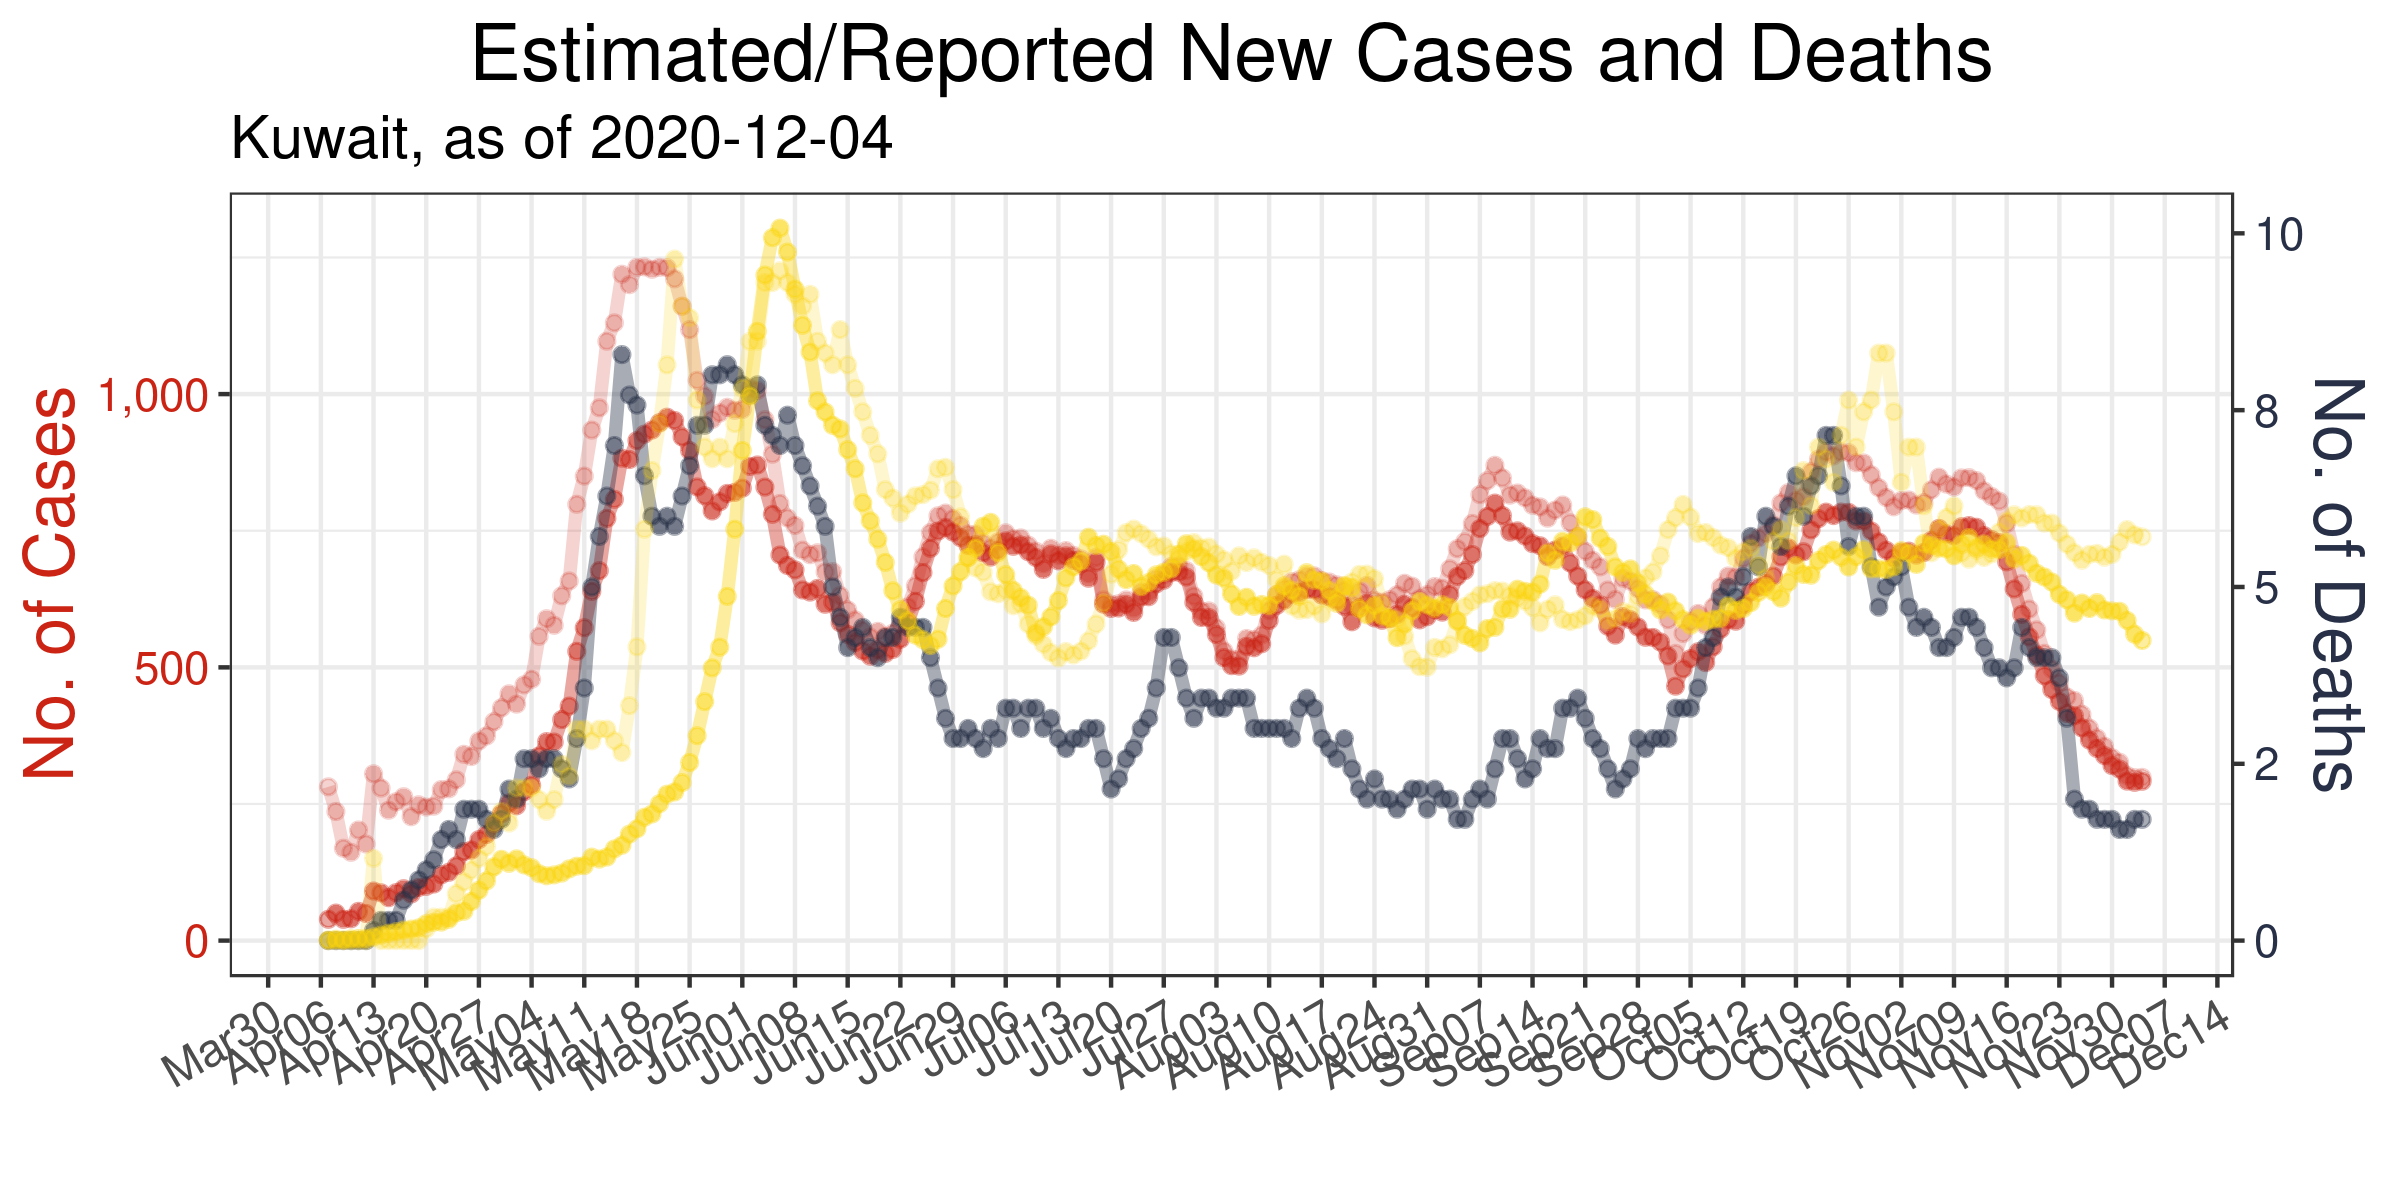 Estimated/Reported New Cases and Deaths
Kuwait, as of 2020-12-04
No. of Cases
1,000
500
0
10
8
5
2
0
No. of Deaths
Mar30
Apr06
Apr13
Apr20
Apr27
May04
May11
May18
May25
Jun01
Jun08
Jun15
Jun22
Jun29
Jul06
Jul13
Jul20
Jul27
Aug03
Aug10
Aug17
Aug24
Aug31
Sep07
Sep14
Sep21
Sep28
Oct05
Oct12
Oct19
Oct26
Nov02
Nov09
Nov16
Nov23
Nov30
Dec07
Dec14